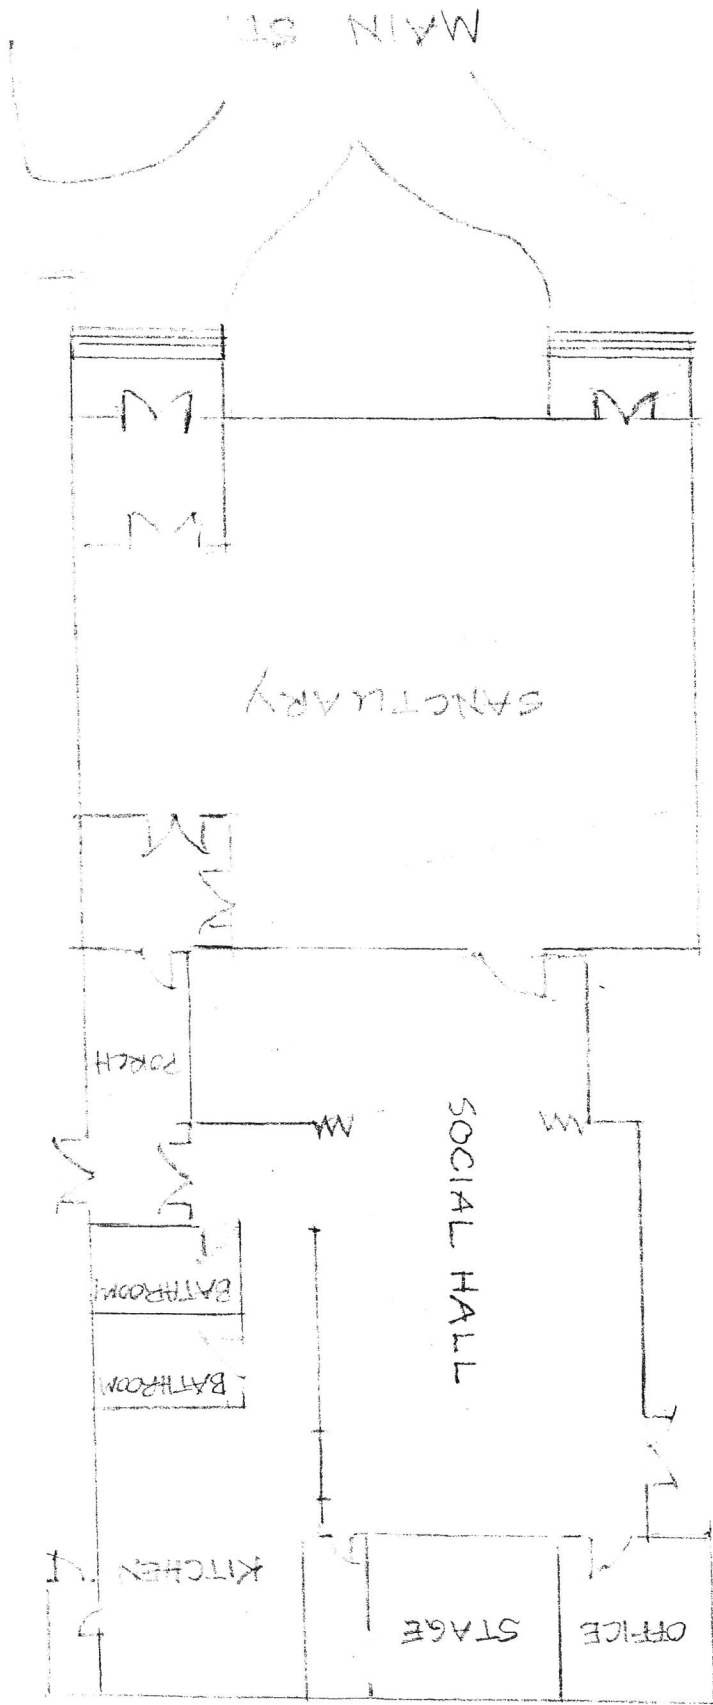 MAIN ST.
SANCTUARY
PORCH
SOCIAL HALL
BATHROOM
BATHROOM
KITCHEN
STAGE
OFFICE